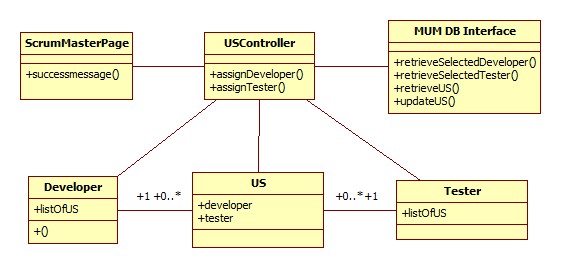 ScrumMasterPage
+successmessage()
USController
+assignDeveloper()
+assignTester()
MUM DB Interface
+retrieveSelectedDeveloper()
+retrieveSelectedTester()
+retrieveUS()
+updateUS()
Developer
+listOfUS
+()
+1 +0..*
US
+developer
+tester
+0..* +1
Tester
+listOfUS